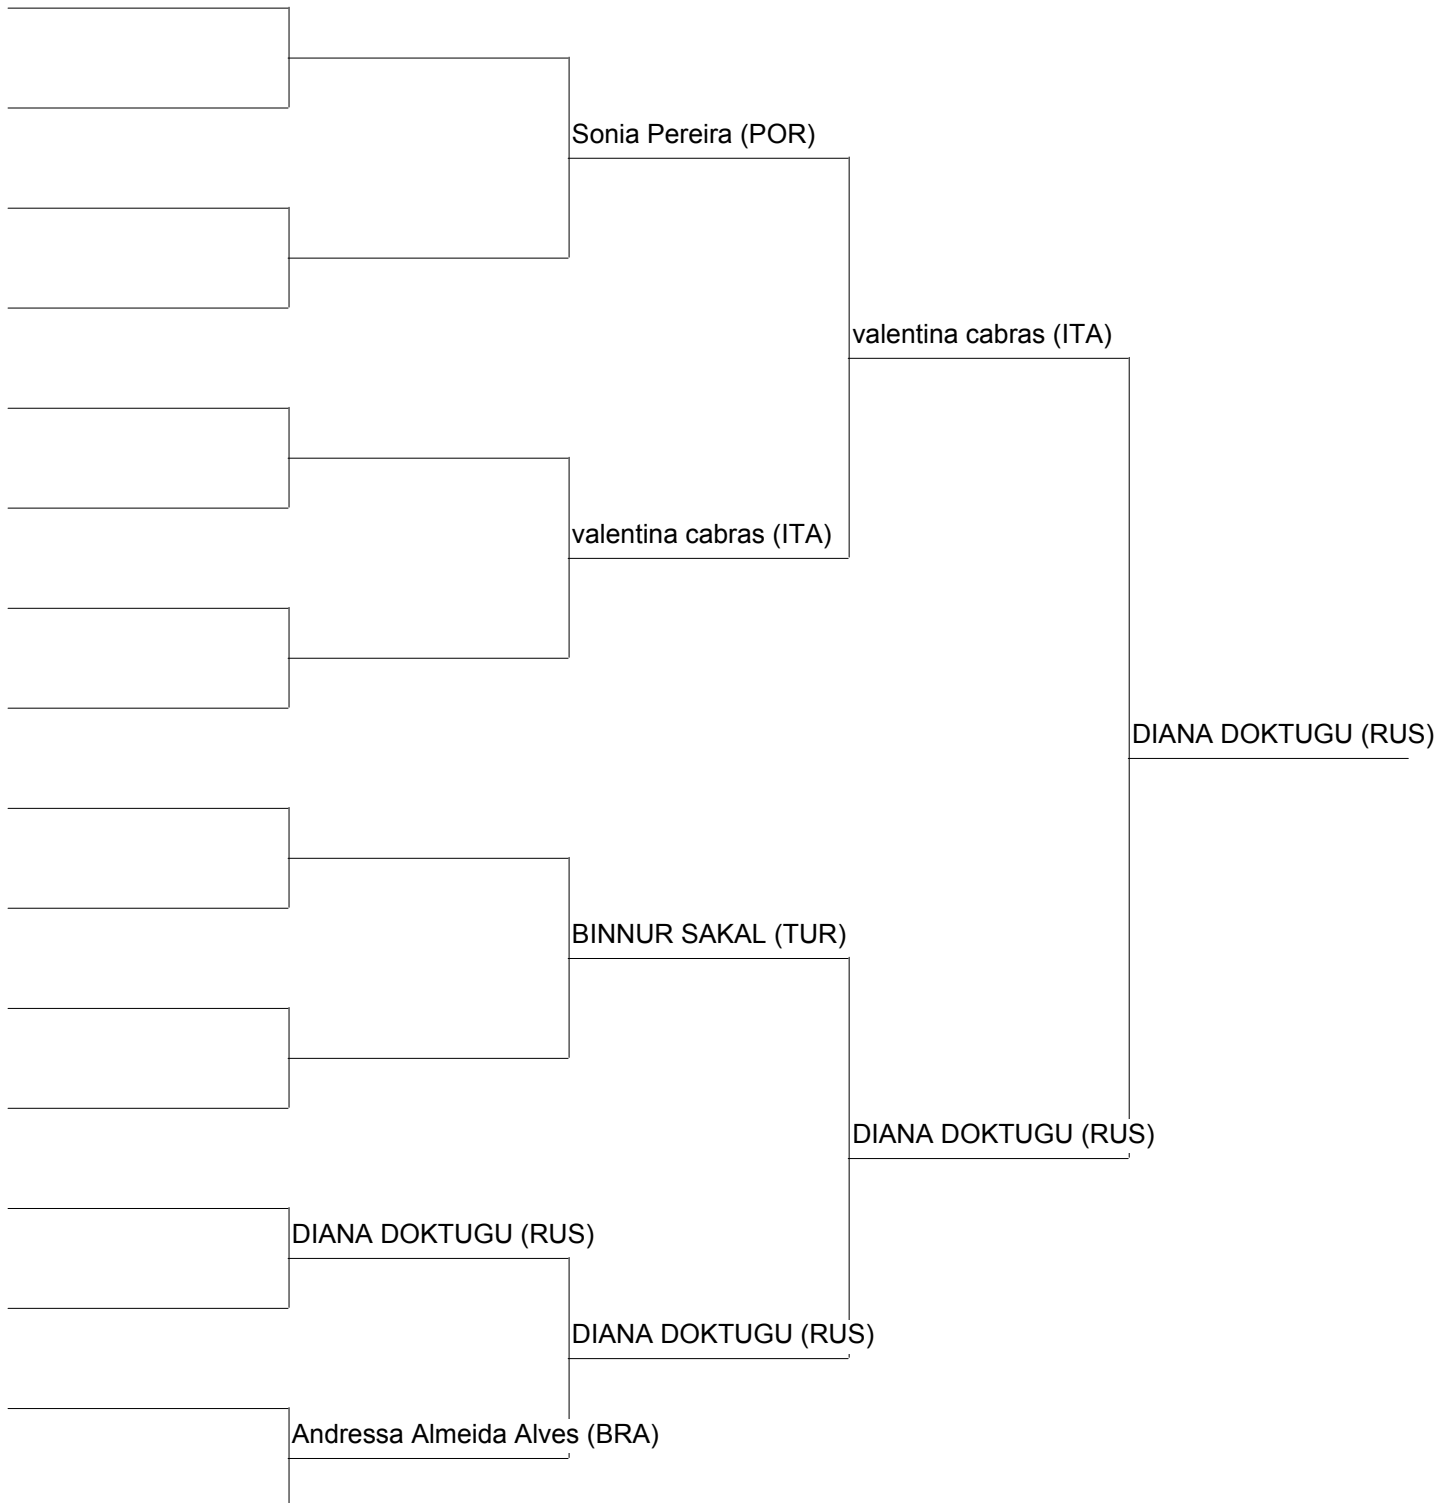 Sonia Pereira (POR)
valentina cabras (ITA)
valentina cabras (ITA)
DIANA DOKTUGU (RUS)
BINNUR SAKAL (TUR)
DIANA DOKTUGU (RUS)
DIANA DOKTUGU (RUS)
DIANA DOKTUGU (RUS)
Andressa Almeida Alves (BRA)